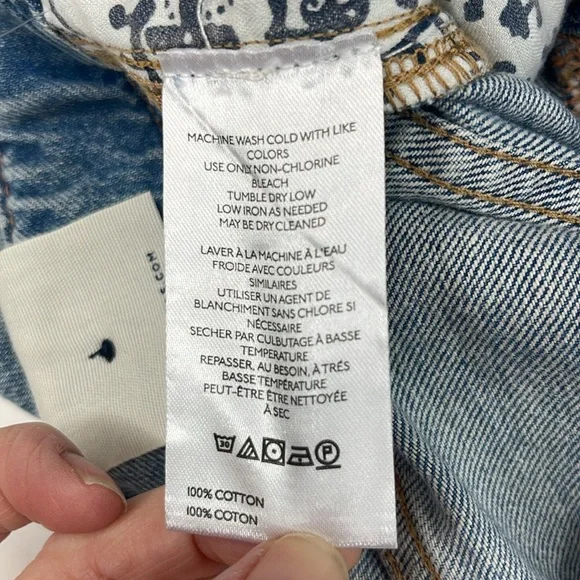 MACHINE WASH COLD WITH LIKE
COLORS
USE ONLY NON-CHLORINE
BLEACH
TUMBLE DRY LOW
LOW IRON AS NEEDED
MAY BE DRY CLEANED
LAVER À LA MACHINE À L'EAU
FROIDE AVEC COULEURS
SIMILAIRES
UTILISER UN AGENT DE
BLANCHIMENT SANS CHLORE SI
NÉCESSAIRE
SECHER PAR CULBUTAGE À BASSE
TEMPERATURE
REPASSER, AU BESOIN, À TRÉS
BASSE TEMPÉRATURE
PEUT-ÊTRE ÊTRE NETTOYÉE
À SEC
30 P
100% COTTON
100% COTON
.COM